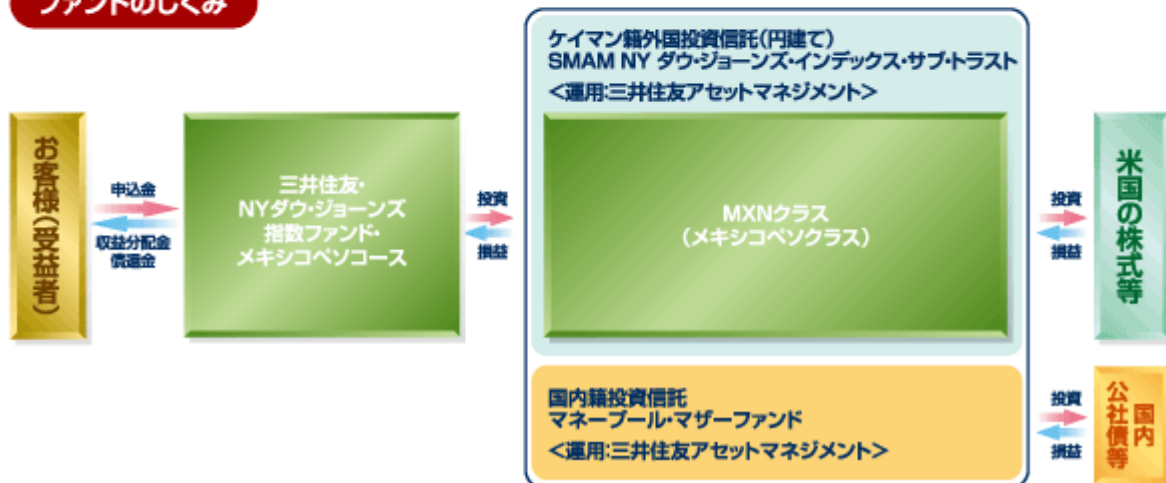 ファンドのしくみ
ケイマン籍外国投資信託(円建て)
SMAM NY ダウ・ジョーンズ・インデックス・サブ・トラスト
<運用:三井住友アセットマネジメント>
お客様(受益者)
申込金
収益分配金
償還金
三井住友・
NYダウ・ジョーンズ
指数ファンド・
メキシコペソコース
投資
損益
MXNクラス
(メキシコペソクラス)
投資
損益
米国の株式等
国内籍投資信託
マネープール・マザーファンド
<運用:三井住友アセットマネジメント>
投資
損益
国内
公社債等